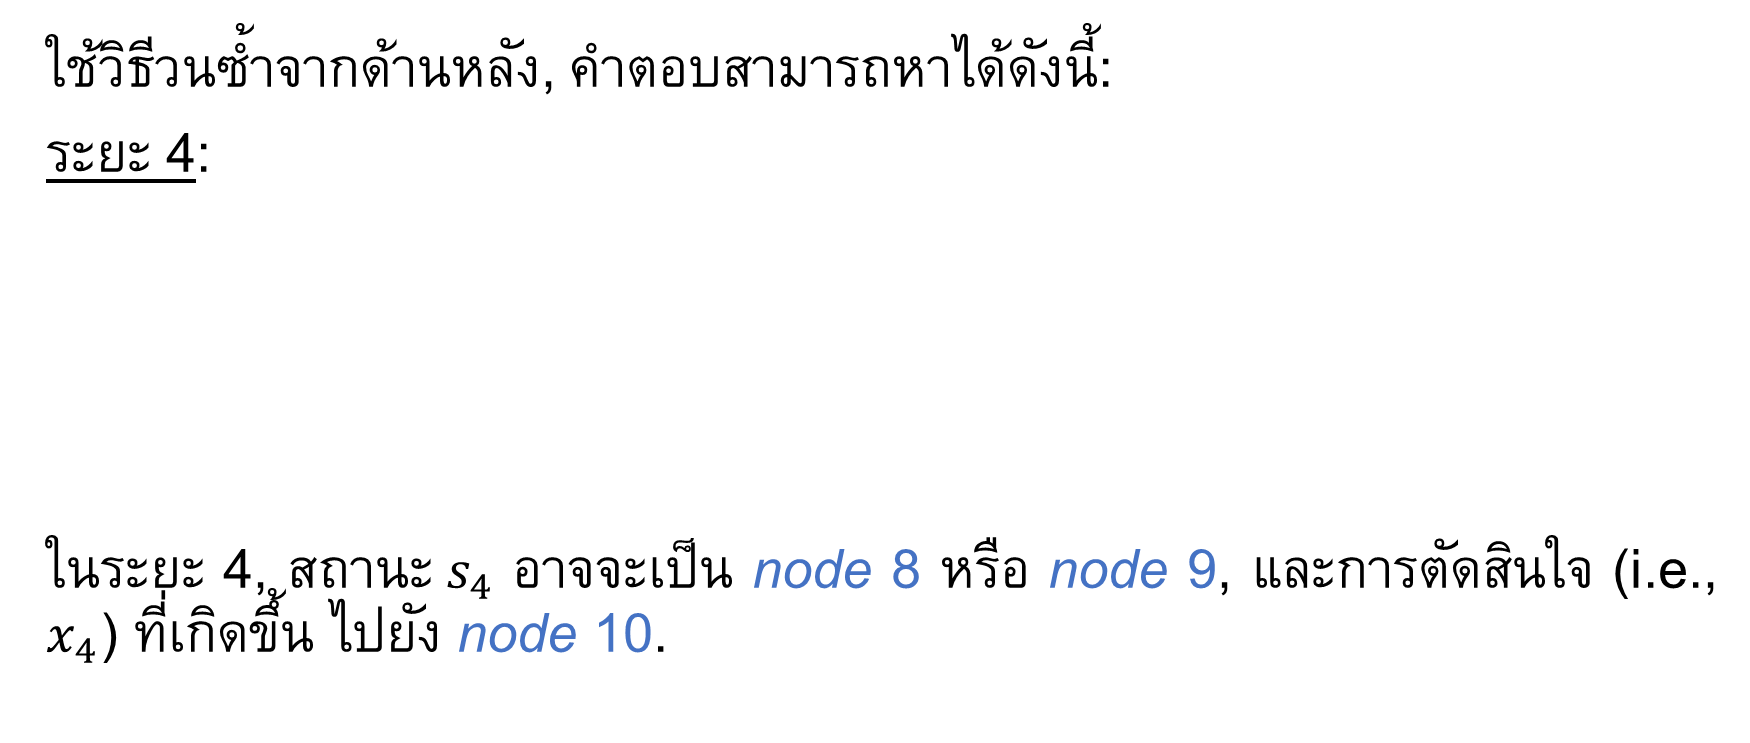 ใช้วิธีวนซ้ำจากด้านหลัง, คำตอบสามารถหาได้ดังนี้:
ระยะ 4:
ในระยะ 4, สถานะ s₄ อาจจะเป็น node 8 หรือ node 9, และการตัดสินใจ (i.e.,
x₄) ที่เกิดขึ้น ไปยัง node 10.